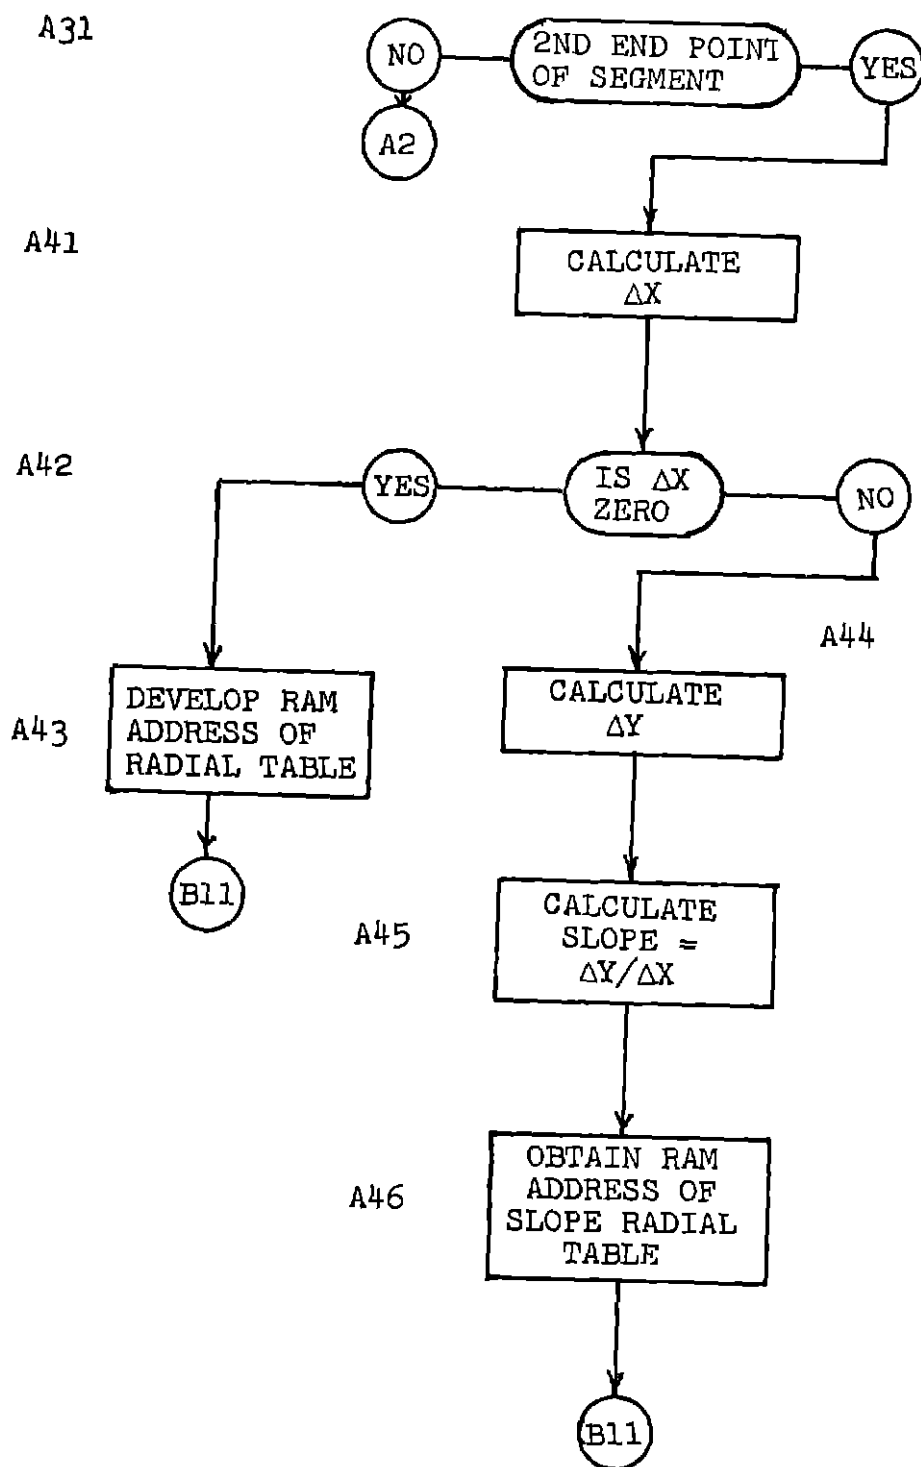 A31
NO
2ND END POINT
OF SEGMENT
YES
A2
A41
CALCULATE
ΔX
A42
YES
IS ΔX
ZERO
NO
A44
A43
DEVELOP RAM
ADDRESS OF
RADIAL TABLE
CALCULATE
ΔY
B11
A45
CALCULATE
SLOPE =
ΔY/ΔX
A46
OBTAIN RAM
ADDRESS OF
SLOPE RADIAL
TABLE
B11